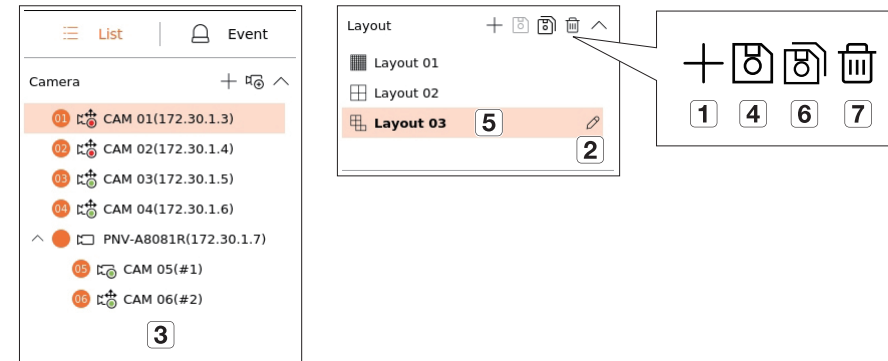 List
Event
Camera
01 CAM 01(172.30.1.3)
02 CAM 02(172.30.1.4)
03 CAM 03(172.30.1.5)
04 CAM 04(172.30.1.6)
PNV-A8081R(172.30.1.7)
05 CAM 05(#1)
06 CAM 06(#2)
3
Layout
Layout 01
Layout 02
Layout 03 5
2
1 4 6 7